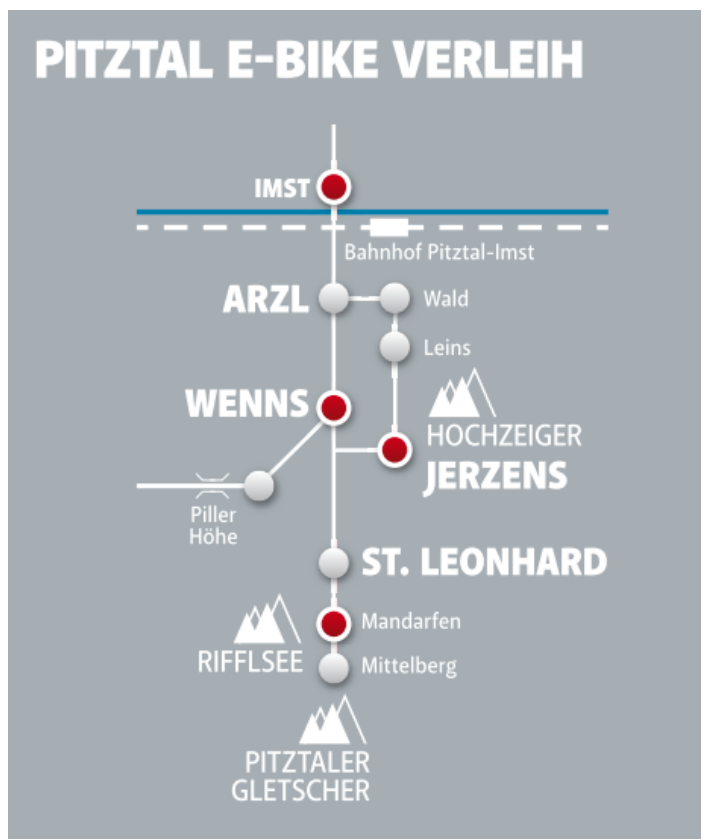 PITZTAL E-BIKE VERLEIH
IMST
Bahnhof Pitztal-Imst
ARZL
Wald
Leins
WENNS
HOCHZEIGER
JERZENS
Piller
Höhe
ST. LEONHARD
Mandarfen
RIFFLSEE
Mittelberg
PITZTALER
GLETSCHER